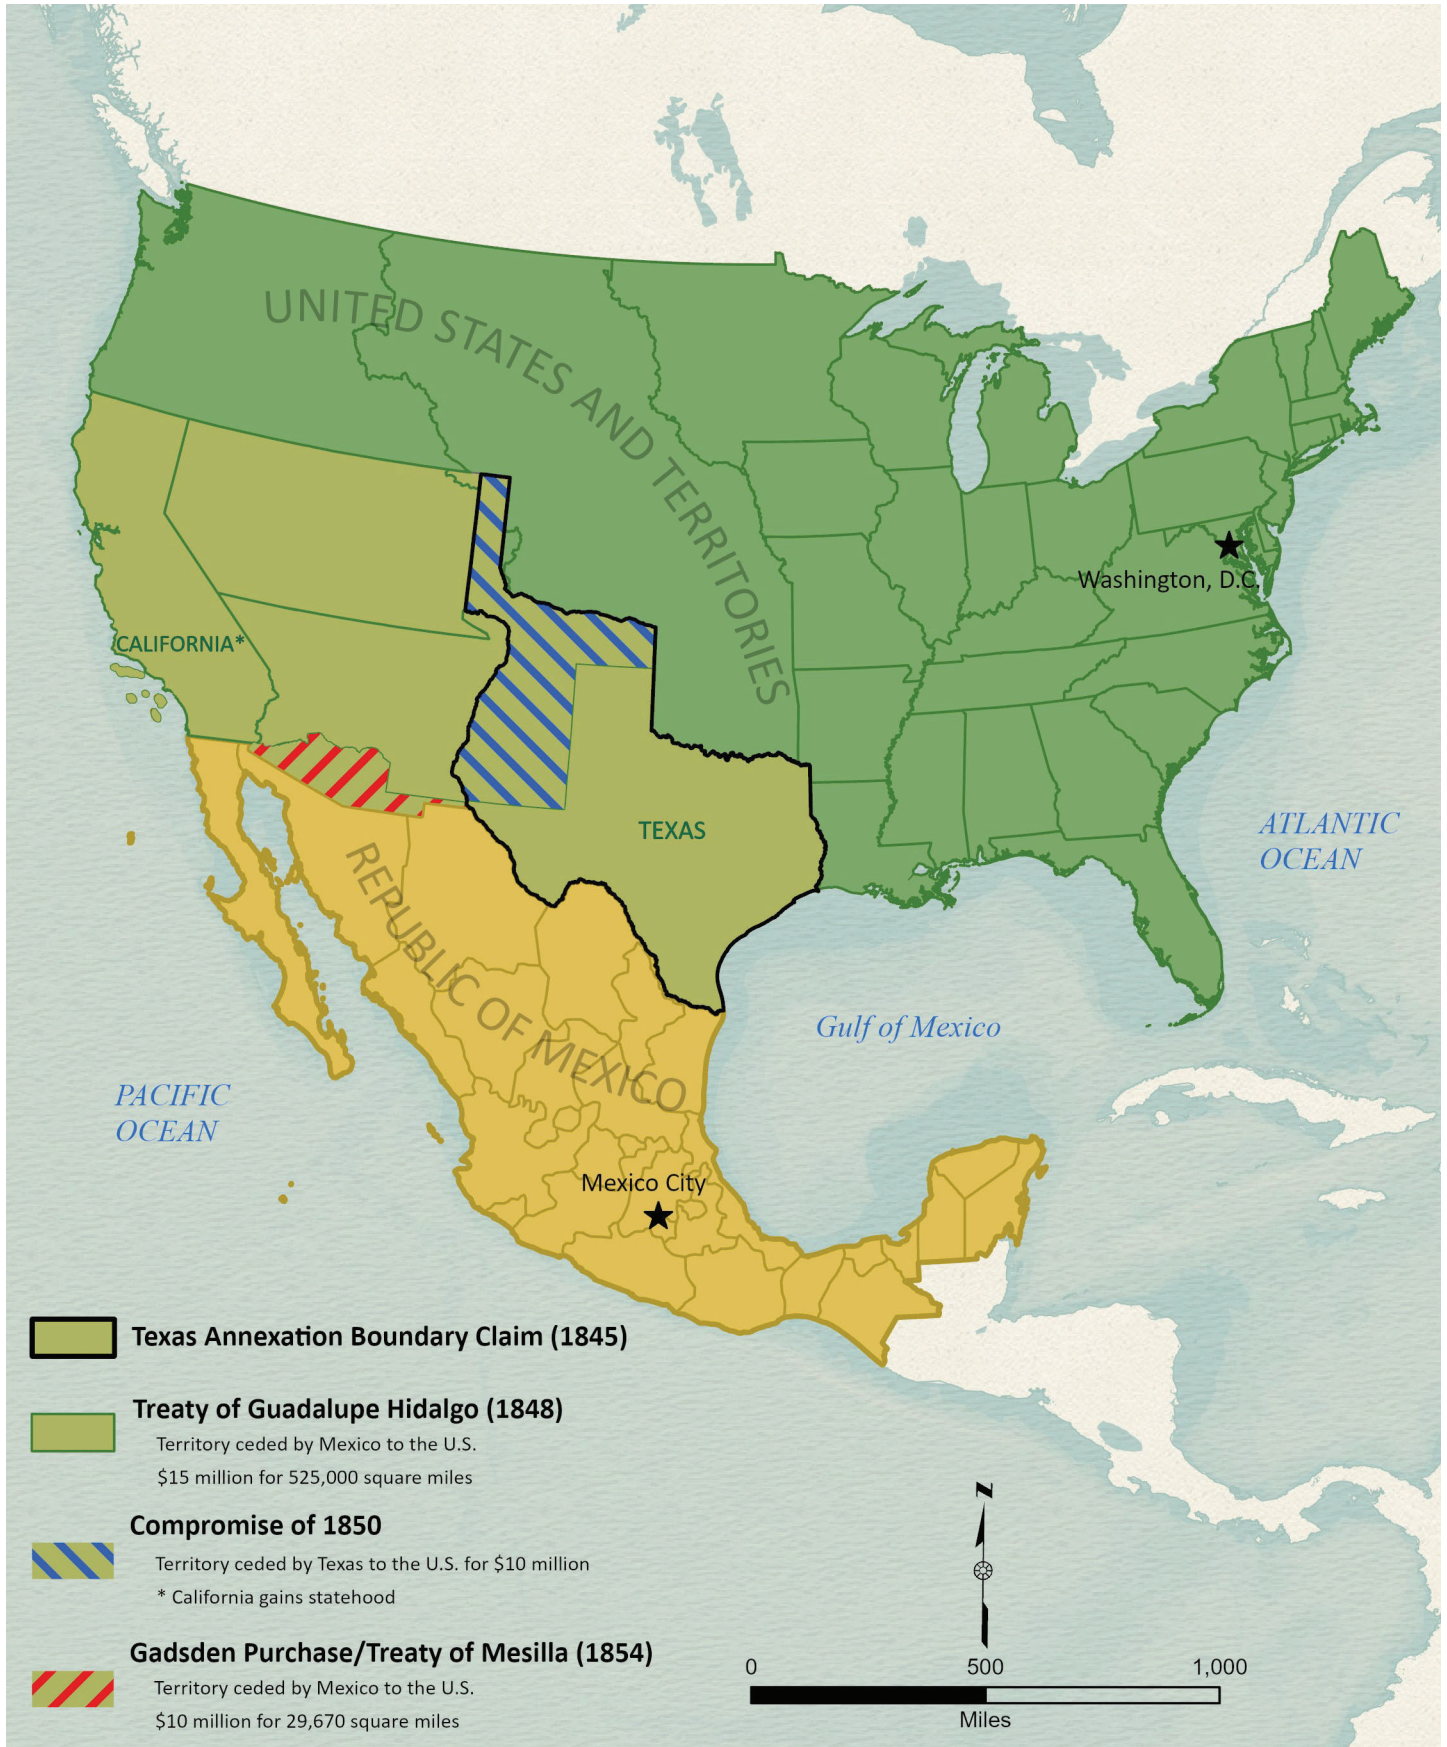 UNITED STATES AND TERRITORIES
Washington, D.C.
CALIFORNIA*
TEXAS
ATLANTIC
OCEAN
REPUBLIC OF MEXICO
Gulf of Mexico
PACIFIC
OCEAN
Mexico City
Texas Annexation Boundary Claim (1845)
Treaty of Guadalupe Hidalgo (1848)
Territory ceded by Mexico to the U.S.
$15 million for 525,000 square miles
Compromise of 1850
Territory ceded by Texas to the U.S. for $10 million
* California gains statehood
Gadsden Purchase/Treaty of Mesilla (1854)
Territory ceded by Mexico to the U.S.
$10 million for 29,670 square miles
N
0 500 1,000
Miles